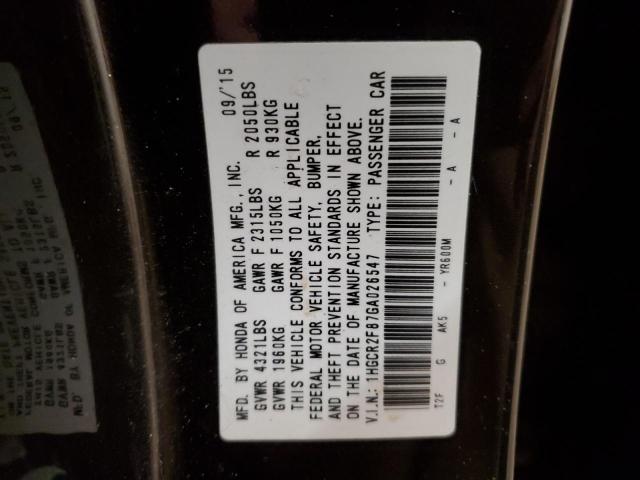 MFD. BY HONDA OF AMERICA MFG., INC. 09/'15
GVWR 4321LBS GAWR F 2315LBS R 2050LBS
GVWR 1960KG GAWR F 1050KG R 930KG
THIS VEHICLE CONFORMS TO ALL APPLICABLE
FEDERAL MOTOR VEHICLE SAFETY, BUMPER,
AND THEFT PREVENTION STANDARDS IN EFFECT
ON THE DATE OF MANUFACTURE SHOWN ABOVE.
V.I.N.: 1HGCR2F87GA026547 TYPE: PASSENGER CAR
T2F G AK5 - YR600M - A - A